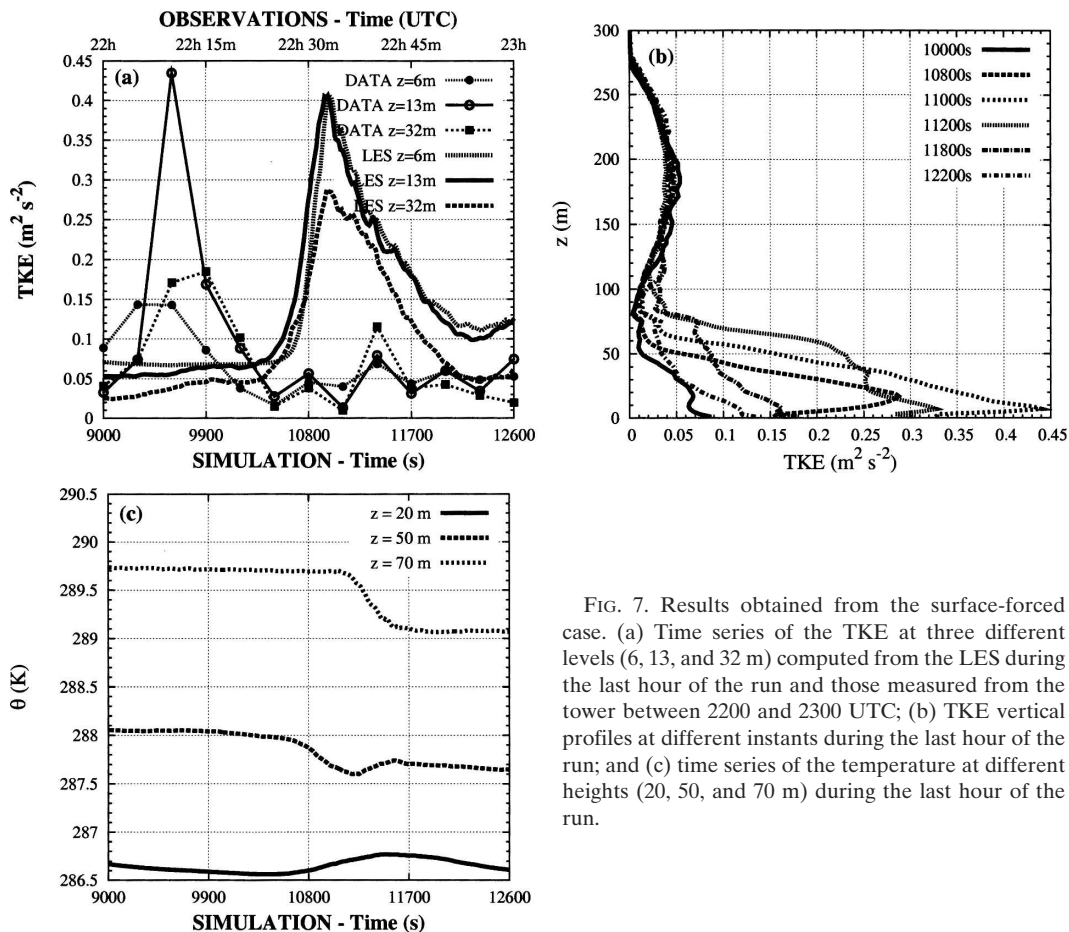 OBSERVATIONS - Time (UTC)
22h 22h 15m 22h 30m 22h 45m 23h
(a)
DATA z=6m
DATA z=13m
DATA z=32m
LES z=6m
ES z=13m
LES z=32m
0.45
0.4
0.35
0.3
0.25
0.2
0.15
0.1
0.05
0
TKE (m² s⁻²)
9000 9900 10800 11700 12600
SIMULATION - Time (s)
(b)
10000s
10800s
11000s
11200s
11800s
12200s
300
250
200
150
100
50
0
z (m)
0 0.05 0.1 0.15 0.2 0.25 0.3 0.35 0.4 0.45
TKE (m² s⁻²)
(c)
z = 20 m
z = 50 m
z = 70 m
290.5
290
289.5
289
288.5
288
287.5
287
286.5
θ (K)
9000 9900 10800 11700 12600
SIMULATION - Time (s)
FIG. 7. Results obtained from the surface-forced
case. (a) Time series of the TKE at three different
levels (6, 13, and 32 m) computed from the LES during
the last hour of the run and those measured from the
tower between 2200 and 2300 UTC; (b) TKE vertical
profiles at different instants during the last hour of the
run; and (c) time series of the temperature at different
heights (20, 50, and 70 m) during the last hour of the
run.